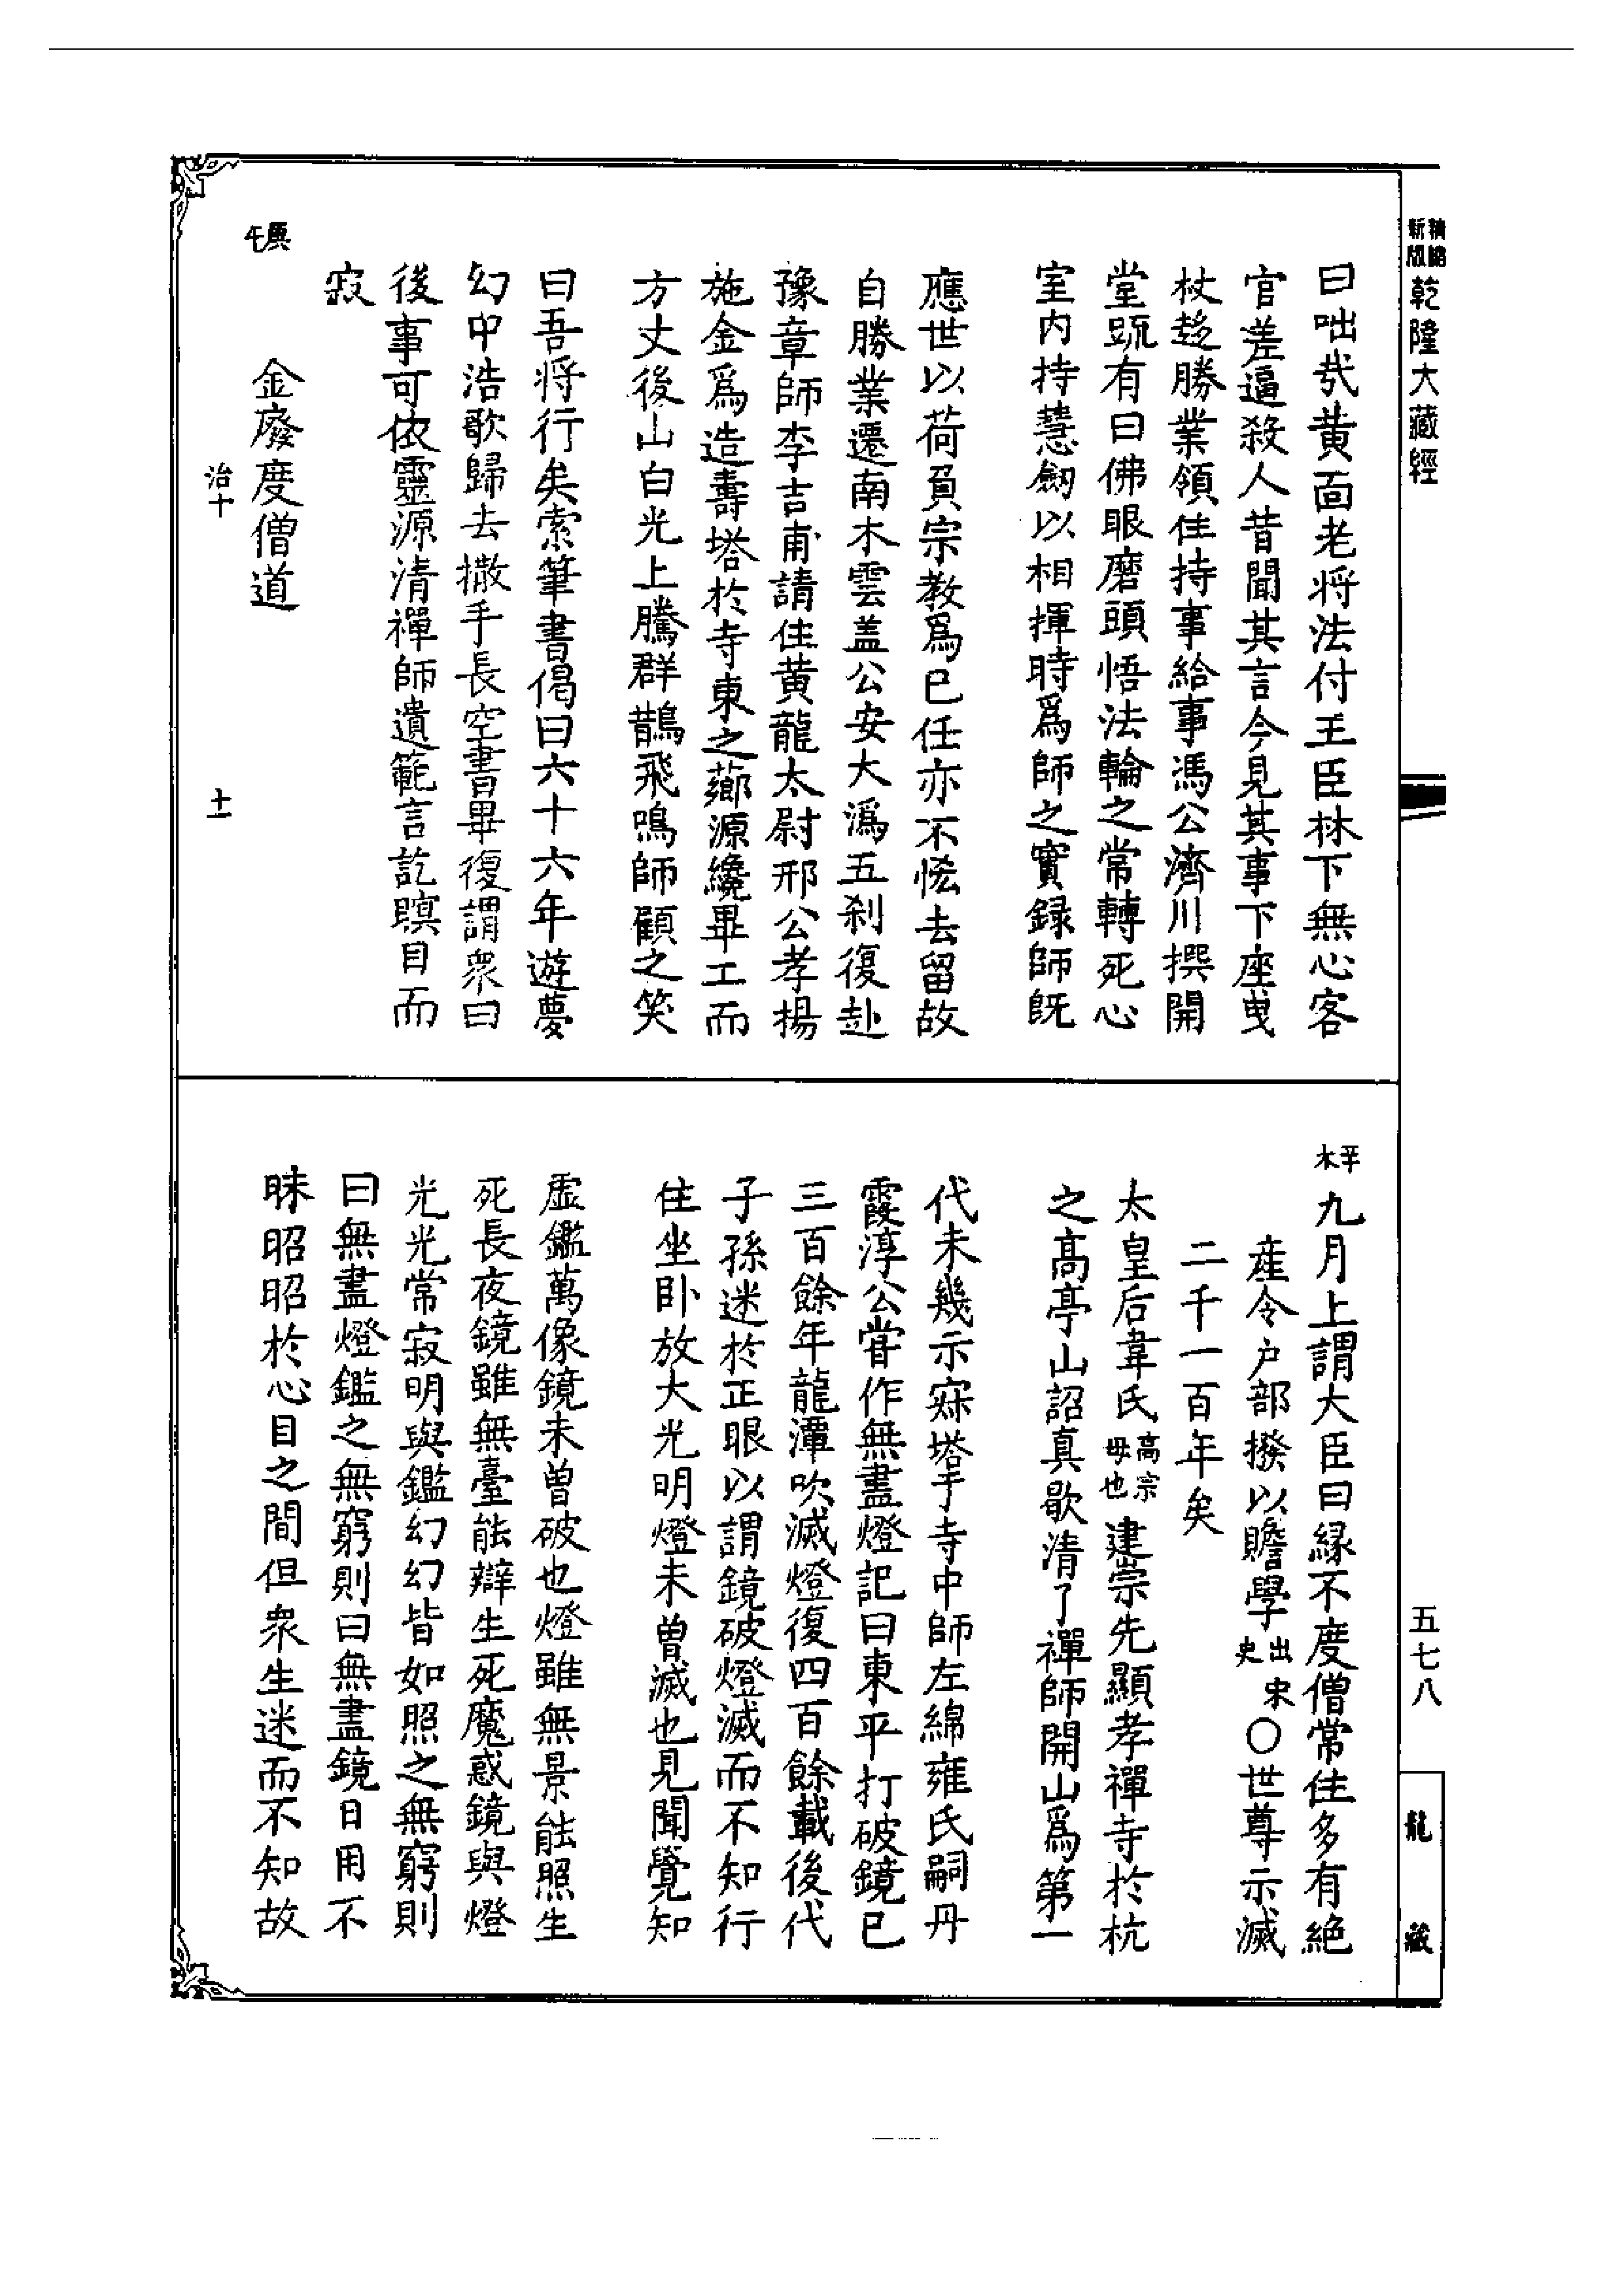 精縮新版
乾隆大藏經
曰咄哉黃面老將法付王臣林下無心客
官差逼殺人昔聞其言今見其事下座曵
杖趍勝業領住持事給事馮公濟川撰開
堂䟽有曰佛眼磨頭悟法輪之常轉死心
室內持慧劒以相揮時為師之實録師旣
應世以荷負宗教爲已任亦不恡去留故
自勝業遷南木雲盖公安大溈五刹復赴
豫章師李吉甫請住黃龍太尉邢公孝揚
施金爲造夀塔於寺東之薌源纔畢工而
方丈後山白光上騰群鵲飛鳴師顧之笑
曰吾將行矣索筆書偈曰六十六年遊夢
幻中浩歌歸去撒手長空書畢復謂衆曰
後事可依靈源清禪師遺範言訖瞑目而
寂
庚午
金廢度僧道
治十
十一
辛未
九月上謂大臣曰緣不度僧常住多有絕
産令户部撥以贍學出宋史〇世尊示滅
二千一百年矣
太皇后韋氏高宗母也建崇先顯孝禪寺於杭
之髙亭山詔真歇清了禪師開山爲第一
代未幾示寂塔于寺中師左綿雍氏嗣丹
霞淳公甞作無盡燈記曰東平打破鏡已
三百餘年龍潭吹滅燈復四百餘載後代
子孫迷於正眼以謂鏡破燈滅而不知行
住坐卧放大光明燈未曽滅也見聞覺知
虛鑑萬像鏡未曽破也燈雖無景能照生
死長夜鏡雖無臺能辯生死魔惑鏡與燈
光光常寂明與鑑幻幻皆如照之無窮則
曰無盡燈鑑之無窮則曰無盡鏡日用不
昧昭昭於心目之間但衆生迷而不知故
五七八
龍藏